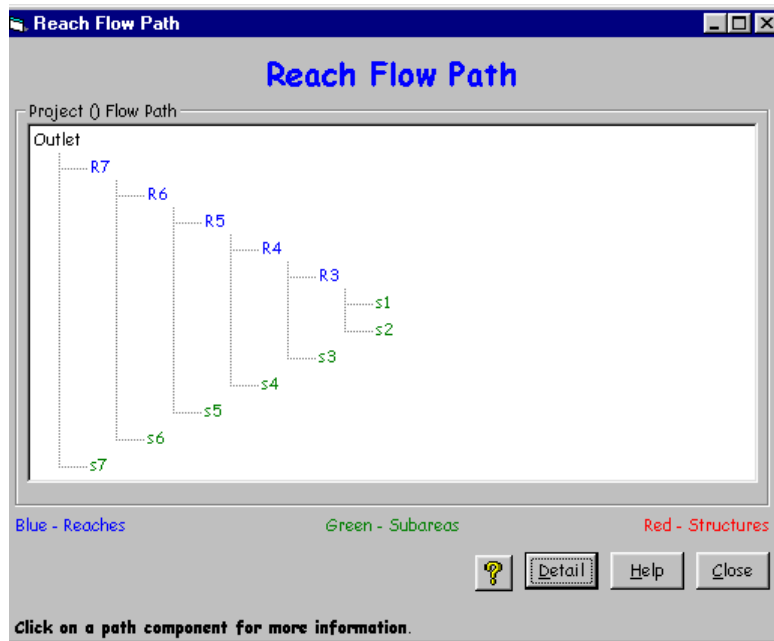 Reach Flow Path
Reach Flow Path
Project () Flow Path
Outlet
R7
R6
R5
R4
R3
s1
s2
s3
s4
s5
s6
s7
Blue - Reaches Green - Subareas Red - Structures
? Detail Help Close
Click on a path component for more information.